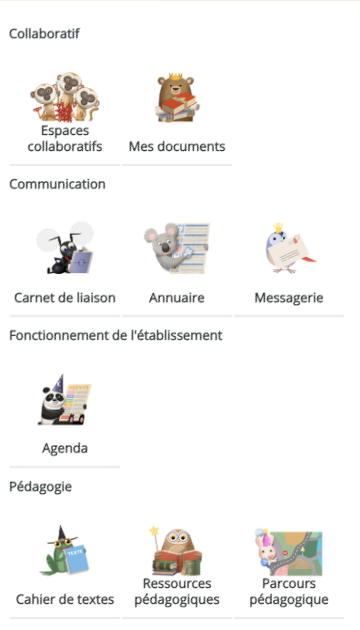 Collaboratif
Espaces
collaboratifs
Mes documents
Communication
Carnet de liaison
Annuaire
Messagerie
Fonctionnement de l'établissement
Agenda
Pédagogie
TEXTE
Cahier de textes
Ressources
pédagogiques
Parcours
pédagogique